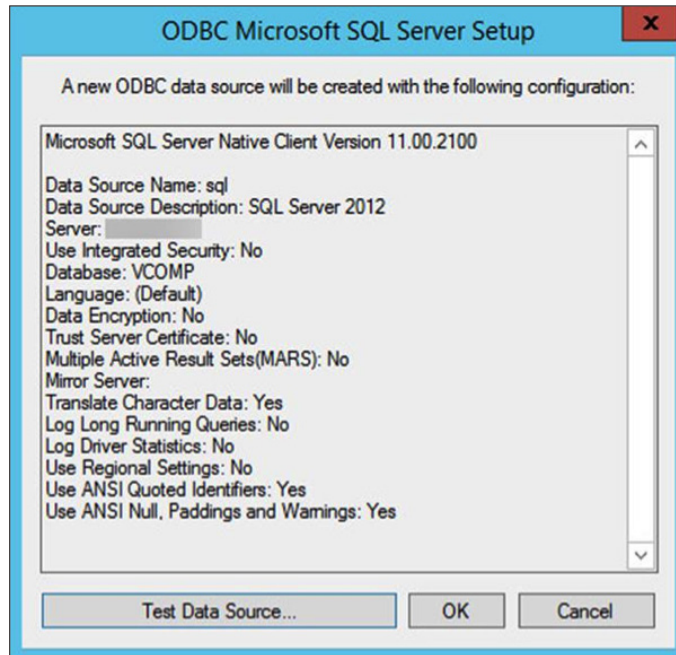 ODBC Microsoft SQL Server Setup
x
A new ODBC data source will be created with the following configuration:
Microsoft SQL Server Native Client Version 11.00.2100
Data Source Name: sql
Data Source Description: SQL Server 2012
Server:
Use Integrated Security: No
Database: VCOMP
Language: (Default)
Data Encryption: No
Trust Server Certificate: No
Multiple Active Result Sets(MARS): No
Mirror Server:
Translate Character Data: Yes
Log Long Running Queries: No
Log Driver Statistics: No
Use Regional Settings: No
Use ANSI Quoted Identifiers: Yes
Use ANSI Null, Paddings and Warnings: Yes
Test Data Source... OK Cancel